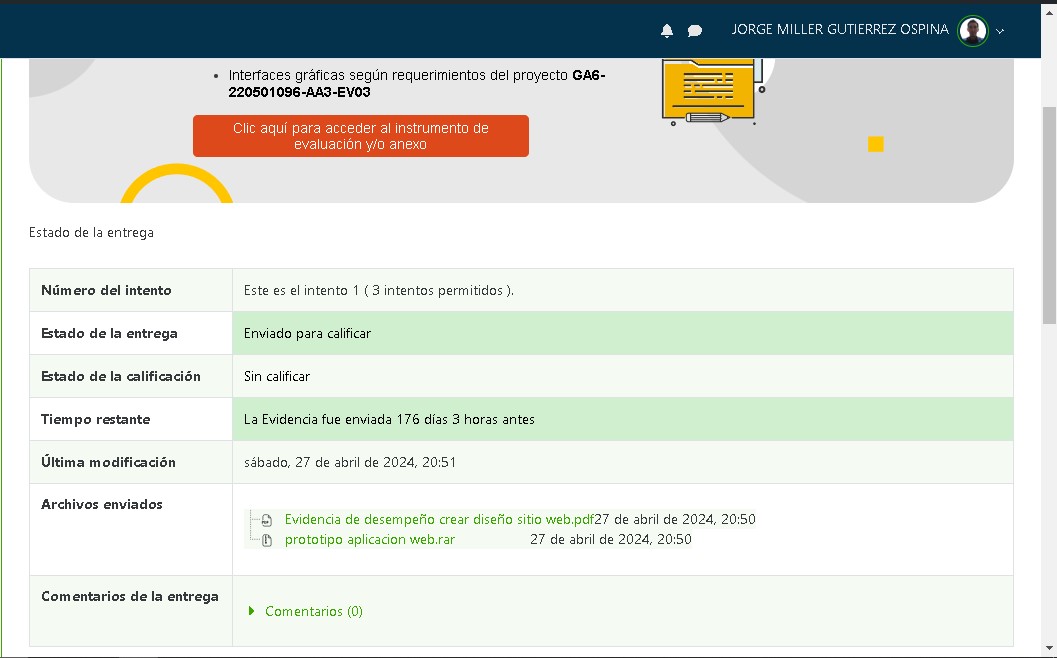 JORGE MILLER GUTIERREZ OSPINA
Interfaces gráficas según requerimientos del proyecto GA6-
220501096-AA3-EV03
Clic aquí para acceder al instrumento de
evaluación y/o anexo
Estado de la entrega
Número del intento
Este es el intento 1 ( 3 intentos permitidos ).
Estado de la entrega
Enviado para calificar
Estado de la calificación
Sin calificar
Tiempo restante
La Evidencia fue enviada 176 días 3 horas antes
Última modificación
sábado, 27 de abril de 2024, 20:51
Archivos enviados
Evidencia de desempeño crear diseño sitio web.pdf27 de abril de 2024, 20:50
prototipo aplicacion web.rar 27 de abril de 2024, 20:50
Comentarios de la entrega
Comentarios (0)